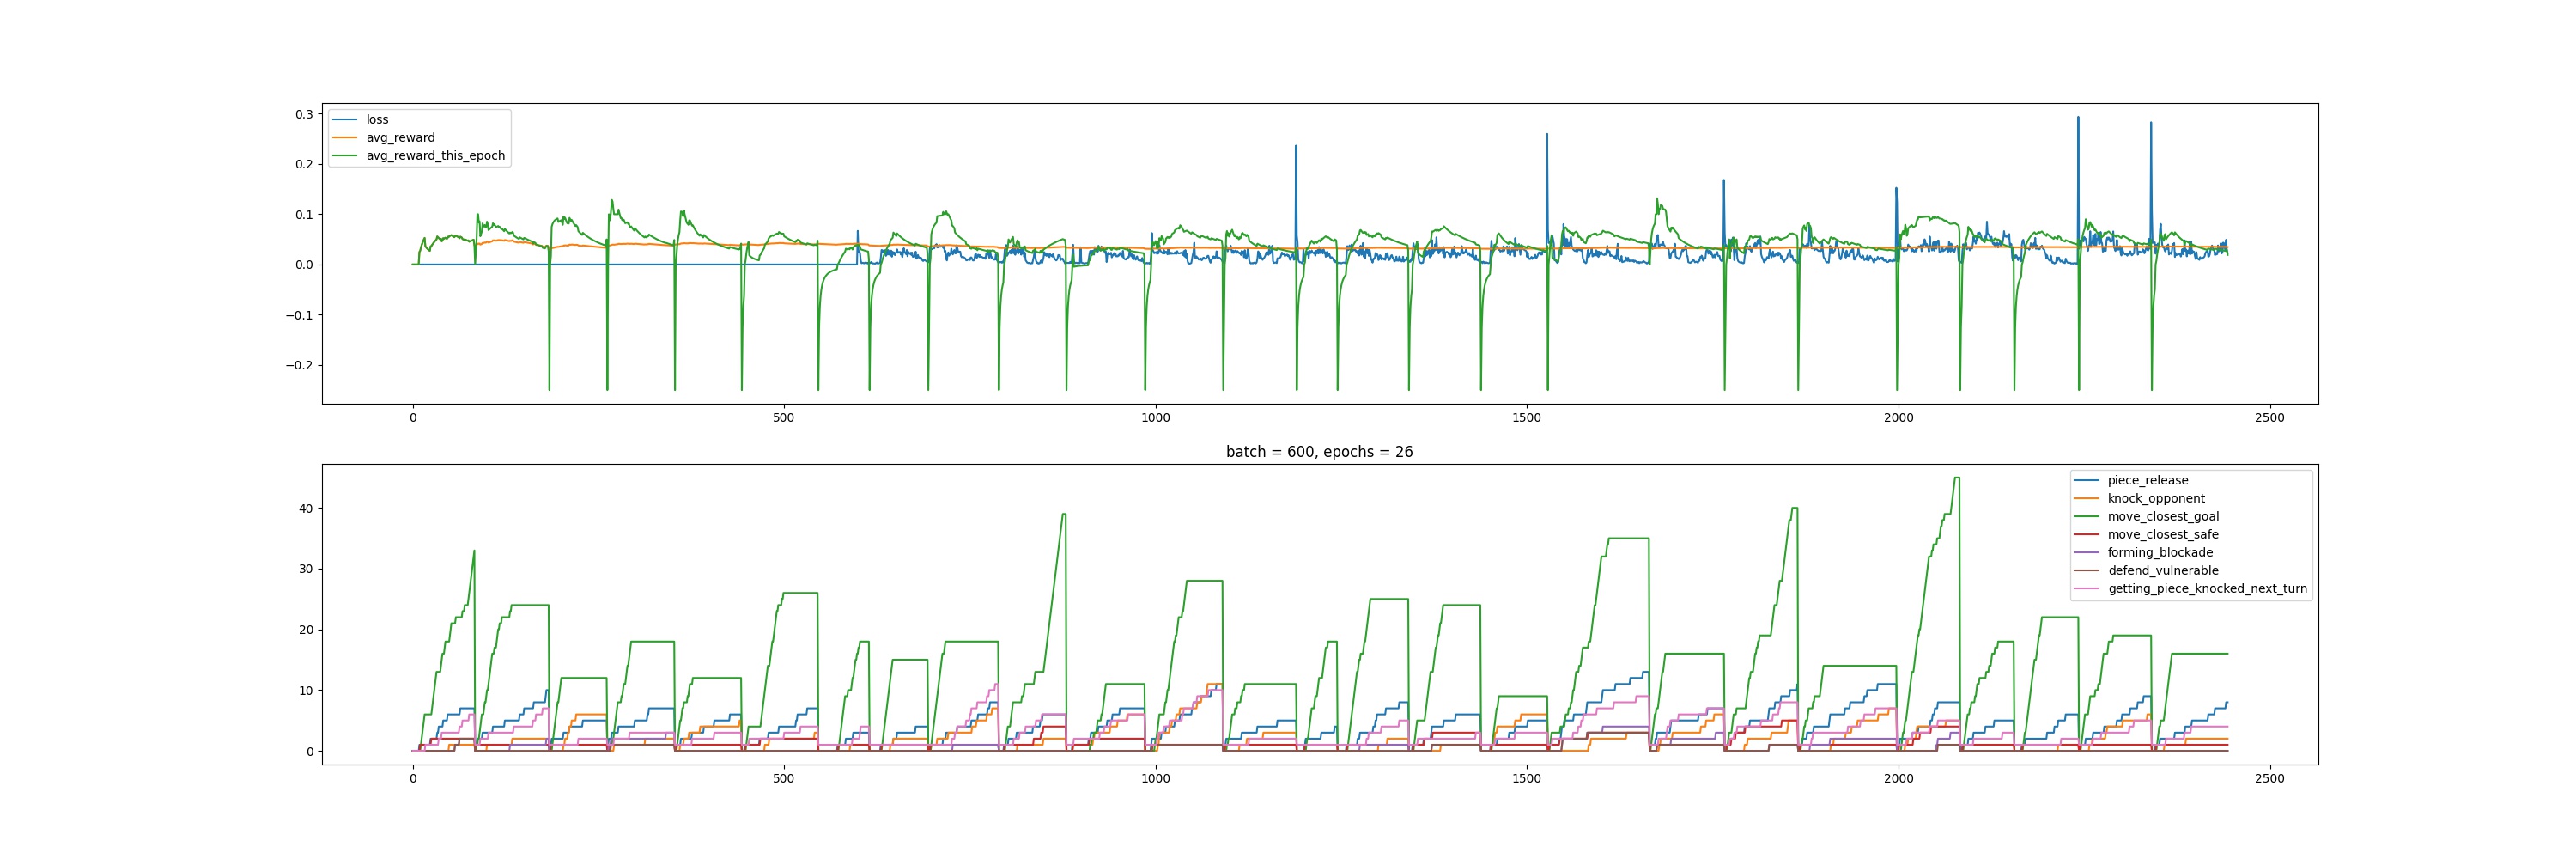 0.3
0.2
0.1
0.0
−0.1
−0.2
loss
avg_reward
avg_reward_this_epoch
0 500 1000 1500 2000 2500
batch = 600, epochs = 26
40
30
20
10
0
piece_release
knock_opponent
move_closest_goal
move_closest_safe
forming_blockade
defend_vulnerable
getting_piece_knocked_next_turn
0 500 1000 1500 2000 2500